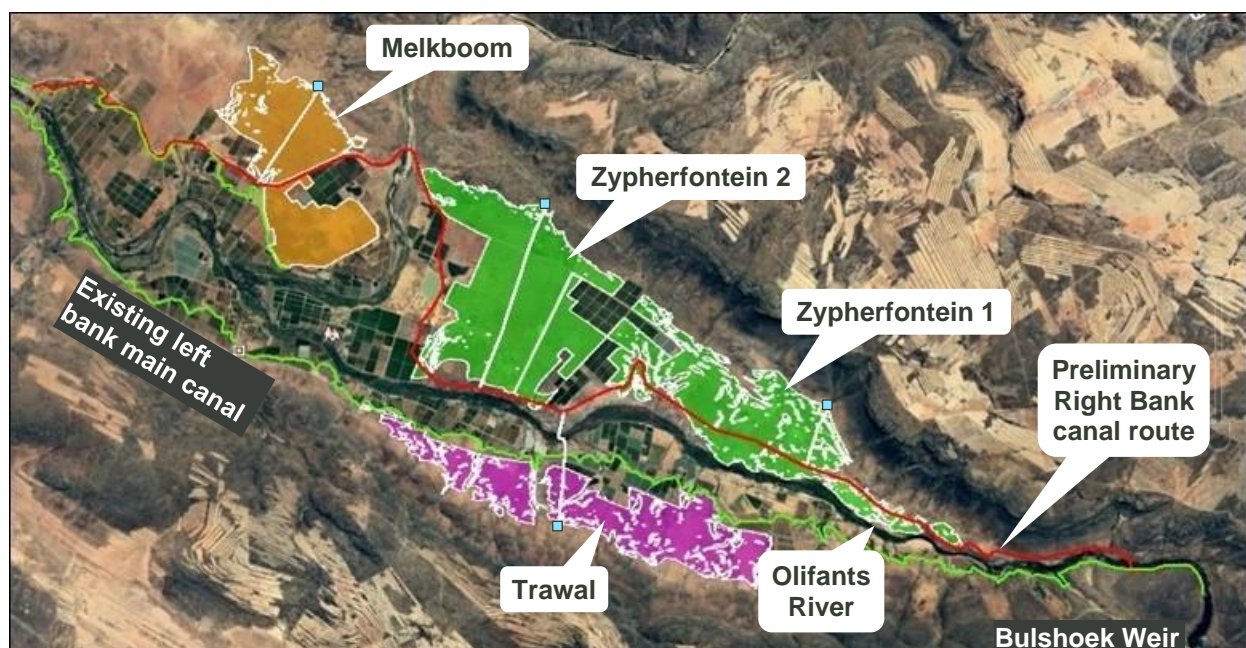 Melkboom
Zypherfontein 2
Zypherfontein 1
Existing left
bank main canal
Preliminary
Right Bank
canal route
Trawal
Olifants
River
Bulshoek Weir